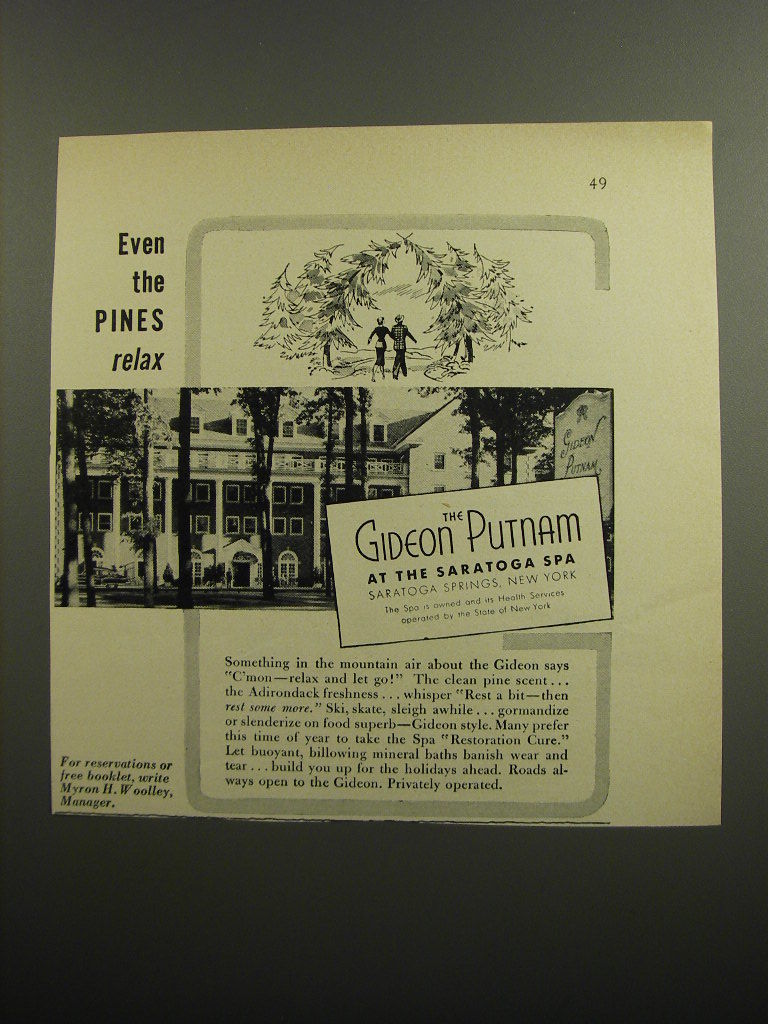 49
Even
the
PINES
relax
GIDEON
PUTNAM
THE
GIDEON PUTNAM
AT THE SARATOGA SPA
SARATOGA SPRINGS, NEW YORK
The Spa is owned and its Health Services
operated by the State of New York
Something in the mountain air about the Gideon says
"C'mon—relax and let go!" The clean pine scent...
the Adirondack freshness... whisper "Rest a bit—then
rest some more." Ski, skate, sleigh awhile... gormandize
or slenderize on food superb—Gideon style. Many prefer
this time of year to take the Spa "Restoration Cure."
Let buoyant, billowing mineral baths banish wear and
tear... build you up for the holidays ahead. Roads al-
ways open to the Gideon. Privately operated.
For reservations or
free booklet, write
Myron H. Woolley,
Manager.